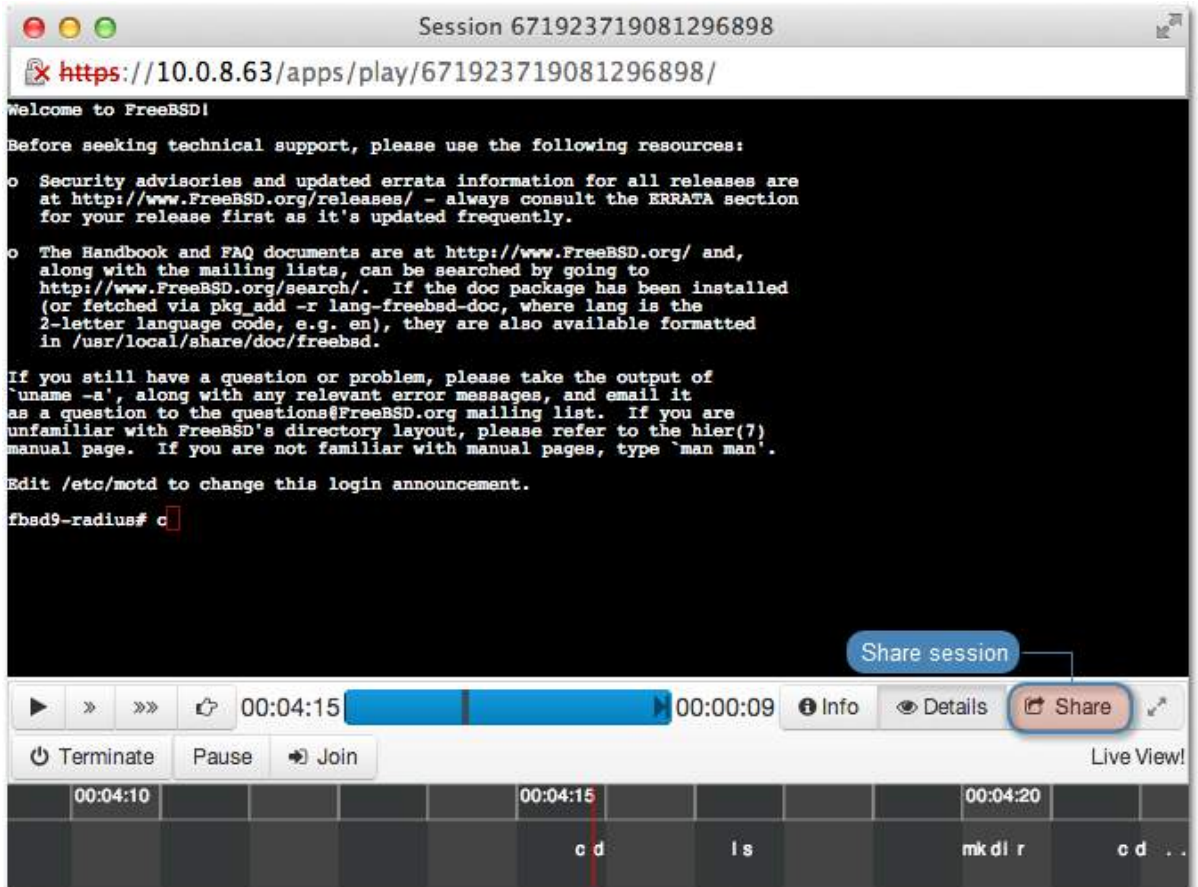 Session 671923719081296898
https://10.0.8.63/apps/play/671923719081296898/
Welcome to FreeBSD!
Before seeking technical support, please use the following resources:
o  Security advisories and updated errata information for all releases are
at http://www.FreeBSD.org/releases/ - always consult the ERRATA section
for your release first as it's updated frequently.
o  The Handbook and FAQ documents are at http://www.FreeBSD.org/ and,
along with the mailing lists, can be searched by going to
http://www.FreeBSD.org/search/.  If the doc package has been installed
(or fetched via pkg_add -r lang-freebsd-doc, where lang is the
2-letter language code, e.g. en), they are also available formatted
in /usr/local/share/doc/freebsd.
If you still have a question or problem, please take the output of
`uname -a', along with any relevant error messages, and email it
as a question to the questions@FreeBSD.org mailing list.  If you are
unfamiliar with FreeBSD's directory layout, please refer to the hier(7)
manual page.  If you are not familiar with manual pages, type `man man'.
Edit /etc/motd to change this login announcement.
fbsd9-radius# c
Share session
00:04:15 00:00:09 Info Details Share
Terminate Pause Join Live View!
00:04:10 00:04:15 00:04:20
cd ls mkdir cd ..